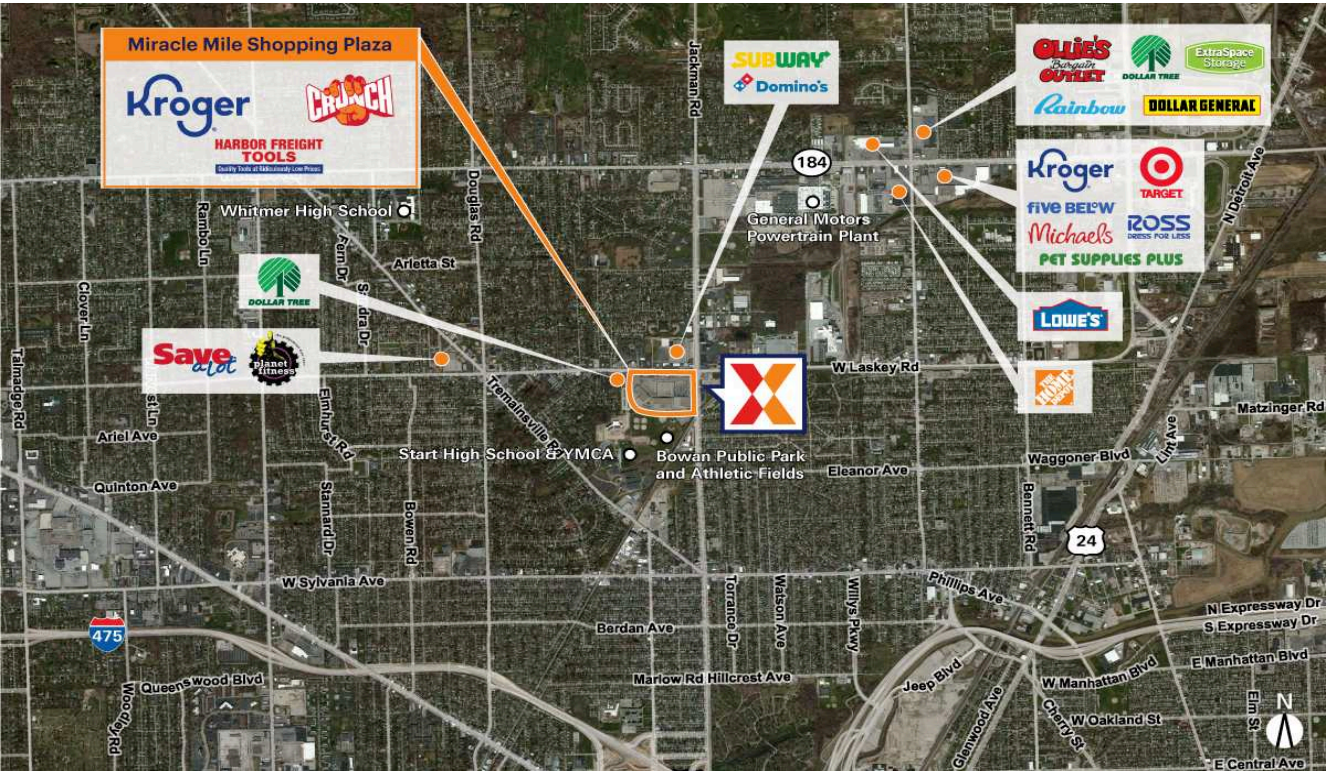 Miracle Mile Shopping Plaza
Kroger
CRUNCH
HARBOR FREIGHT
TOOLS
Quality Tools at Ridiculously Low Prices
SUBWAY
Domino's
OLLIE'S
Bargain
OUTLET
DOLLAR TREE
ExtraSpace
Storage
Rainbow
DOLLAR GENERAL
Kroger
TARGET
five BEL°W
Michaels
ROSS
DRESS FOR LESS
PET SUPPLIES PLUS
LOWE'S
THE
HOME
DEPOT
DOLLAR TREE
Save
a lot
planet
fitness
184
475
24
Whitmer High School
General Motors
Powertrain Plant
Start High School & YMCA
Bowan Public Park
and Athletic Fields
Jackman Rd
Douglas Rd
Rambo Ln
Fern Dr
Arletta St
Clover Ln
Talmadge Rd
Elmhurst Rd
Ariel Ave
Quinton Ave
Stannard Dr
Bowen Rd
W Laskey Rd
N Detroit Ave
Matzinger Rd
Lint Ave
Waggoner Blvd
Eleanor Ave
Bennett Rd
W Sylvania Ave
Torrance Dr
Watson Ave
Willys Pkwy
Phillips Ave
Berdan Ave
N Expressway Dr
S Expressway Dr
E Manhattan Blvd
W Manhattan Blvd
Queenswood Blvd
Woodley Rd
Marlow Rd Hillcrest Ave
Jeep Blvd
Glenwood Ave
Cherry St
W Oakland St
Elm St
E Central Ave
N